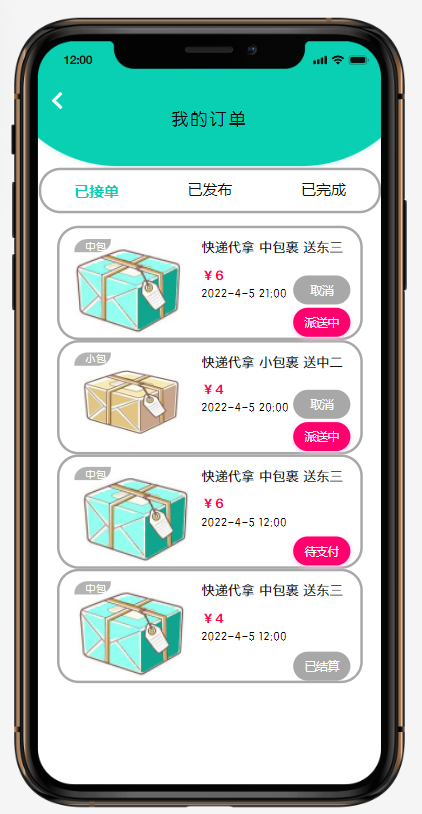 12:00
我的订单
已接单 已发布 已完成
中包
快递代拿 中包裹 送东三
￥6
2022-4-5 21:00
取消
派送中
小包
快递代拿 小包裹 送中二
￥4
2022-4-5 20:00
取消
派送中
中包
快递代拿 中包裹 送东三
￥6
2022-4-5 12:00
待支付
中包
快递代拿 中包裹 送东三
￥4
2022-4-5 12:00
已结算